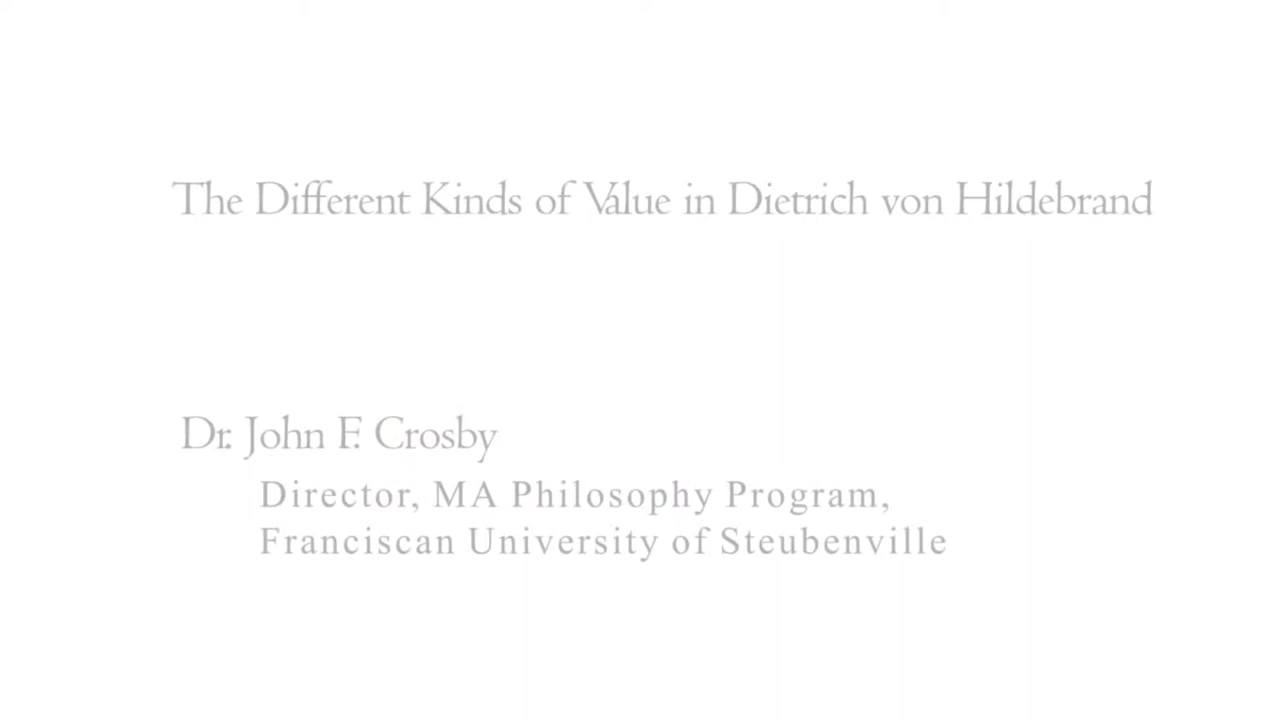 The Different Kinds of Value in Dietrich von Hildebrand
Dr. John F. Crosby
Director, MA Philosophy Program,
Franciscan University of Steubenville